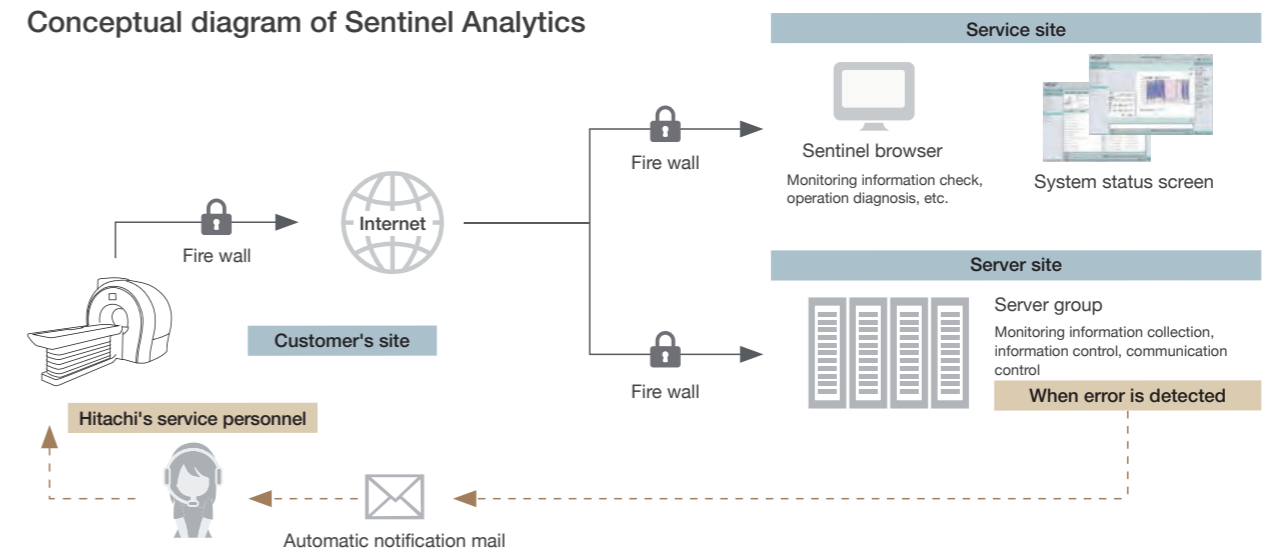 Conceptual diagram of Sentinel Analytics
Service site
Fire wall
Sentinel browser
Monitoring information check,
operation diagnosis, etc.
System status screen
Internet
Fire wall
Customer's site
Server site
Server group
Monitoring information collection,
information control, communication
control
Fire wall
When error is detected
Hitachi's service personnel
Automatic notification mail